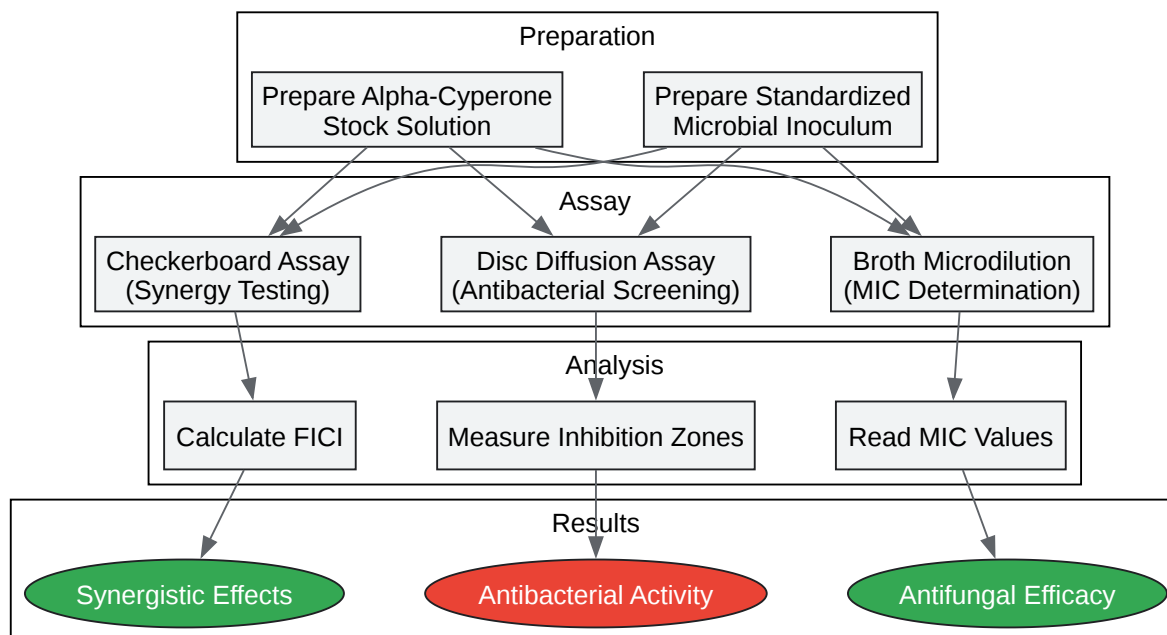 Preparation
Prepare Alpha-Cyperone
Stock Solution
Prepare Standardized
Microbial Inoculum
Assay
Checkerboard Assay
(Synergy Testing)
Disc Diffusion Assay
(Antibacterial Screening)
Broth Microdilution
(MIC Determination)
Analysis
Calculate FICI
Measure Inhibition Zones
Read MIC Values
Results
Synergistic Effects
Antibacterial Activity
Antifungal Efficacy